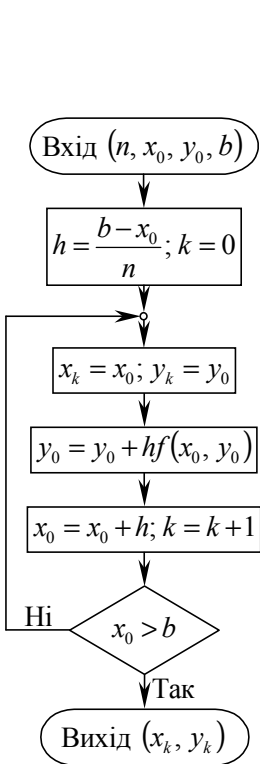 Вхід (n, x₀, y₀, b)
h = (b − x₀)/n; k = 0
xₖ = x₀; yₖ = y₀
y₀ = y₀ + hf(x₀, y₀)
x₀ = x₀ + h; k = k + 1
Ні
x₀ > b
Так
Вихід (xₖ, yₖ)